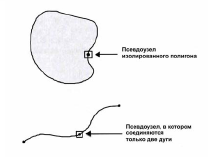 Псевдоузел
изолированного полигона
Псевдоузел, в котором
соединяются
только две дуги